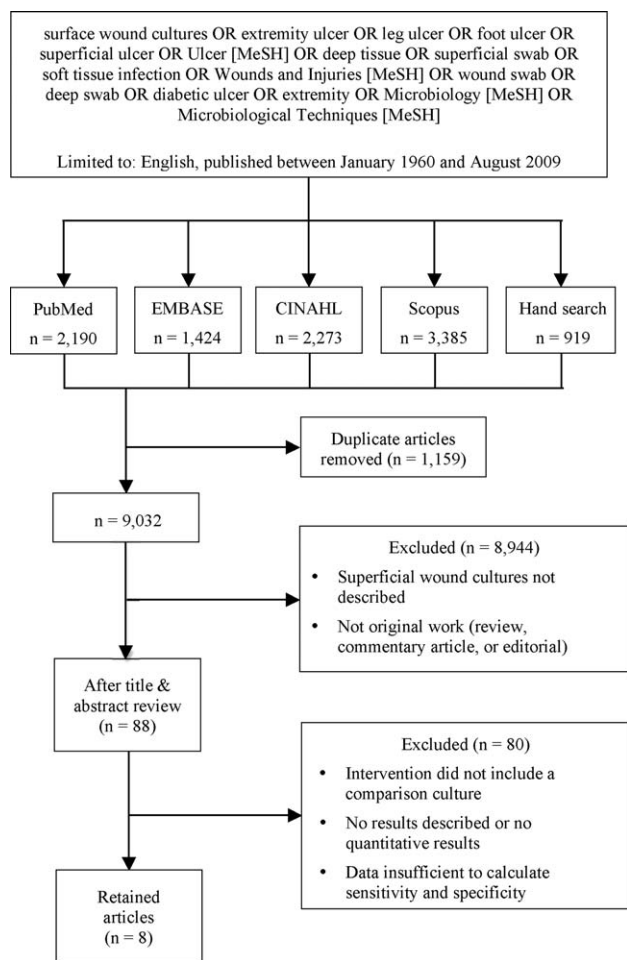 surface wound cultures OR extremity ulcer OR leg ulcer OR foot ulcer OR
superficial ulcer OR Ulcer [MeSH] OR deep tissue OR superficial swab OR
soft tissue infection OR Wounds and Injuries [MeSH] OR wound swab OR
deep swab OR diabetic ulcer OR extremity OR Microbiology [MeSH] OR
Microbiological Techniques [MeSH]
Limited to: English, published between January 1960 and August 2009
PubMed
n = 2,190
EMBASE
n = 1,424
CINAHL
n = 2,273
Scopus
n = 3,385
Hand search
n = 919
Duplicate articles
removed (n = 1,159)
n = 9,032
Excluded (n = 8,944)
• Superficial wound cultures not
described
• Not original work (review,
commentary article, or editorial)
After title &
abstract review
(n = 88)
Excluded (n = 80)
• Intervention did not include a
comparison culture
• No results described or no
quantitative results
• Data insufficient to calculate
sensitivity and specificity
Retained
articles
(n = 8)